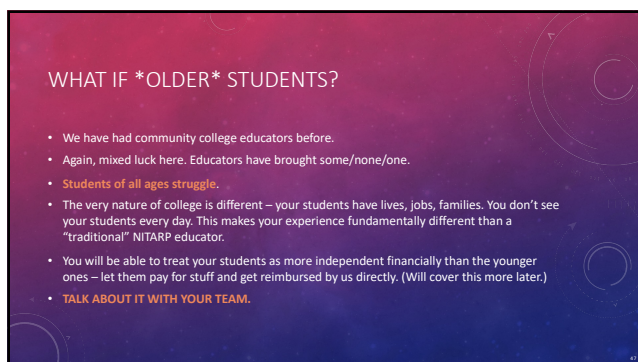 WHAT IF *OLDER* STUDENTS?
• We have had community college educators before.
• Again, mixed luck here. Educators have brought some/none/one.
• Students of all ages struggle.
• The very nature of college is different – your students have lives, jobs, families. You don't see
your students every day. This makes your experience fundamentally different than a
"traditional" NITARP educator.
• You will be able to treat your students as more independent financially than the younger
ones – let them pay for stuff and get reimbursed by us directly. (Will cover this more later.)
• TALK ABOUT IT WITH YOUR TEAM.